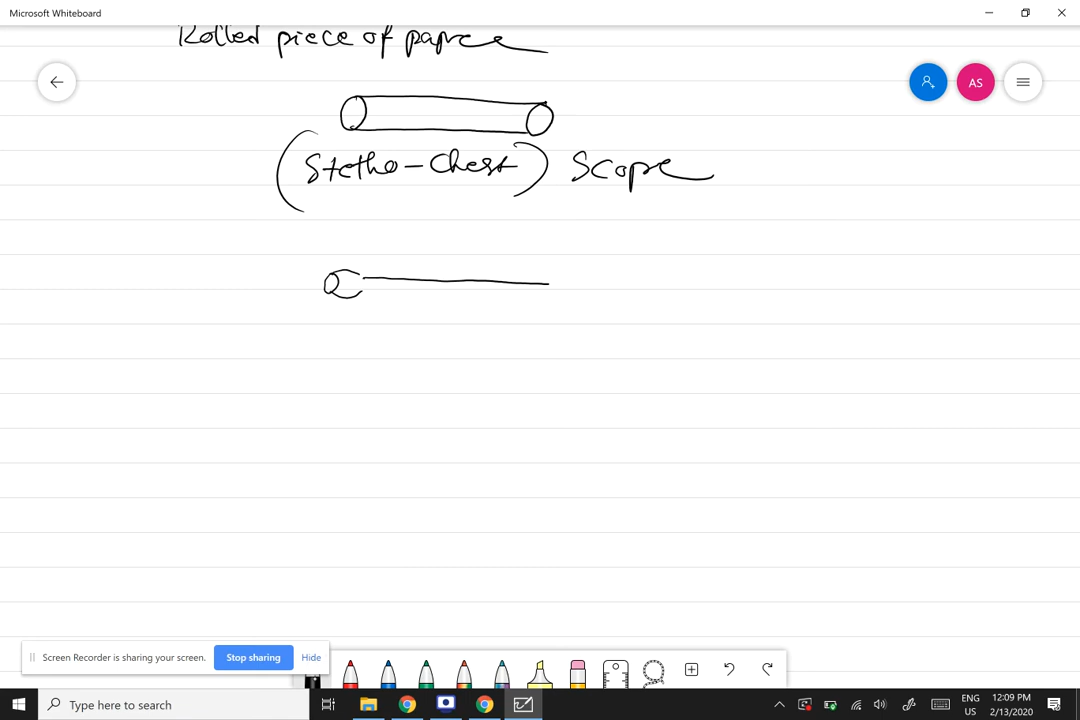 Microsoft Whiteboard
Rolled piece of paper
AS
(Stetho-Chest) Scope
Screen Recorder is sharing your screen. Stop sharing Hide
Type here to search
ENG
US
12:09 PM
2/13/2020